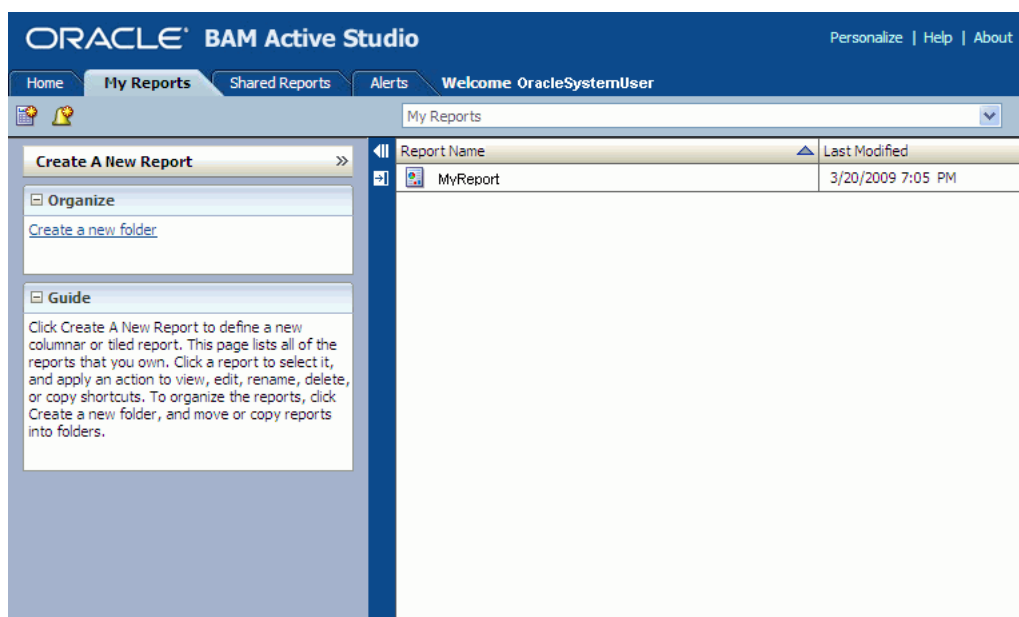 ORACLE BAM Active Studio
Personalize | Help | About
Home My Reports Shared Reports Alerts Welcome OracleSystemUser
My Reports
Create A New Report »
Organize
Create a new folder
Guide
Click Create A New Report to define a new
columnar or tiled report. This page lists all of the
reports that you own. Click a report to select it,
and apply an action to view, edit, rename, delete,
or copy shortcuts. To organize the reports, click
Create a new folder, and move or copy reports
into folders.
Report Name Last Modified
MyReport 3/20/2009 7:05 PM